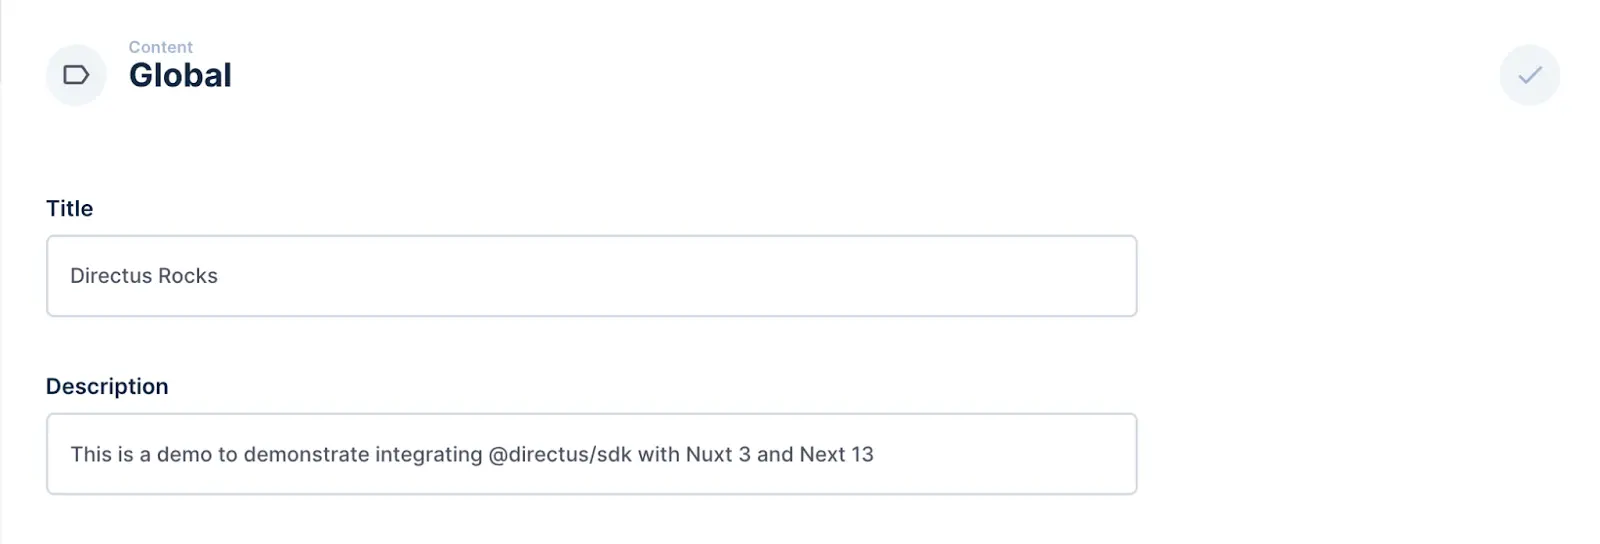 Content
Global
Title
Directus Rocks
Description
This is a demo to demonstrate integrating @directus/sdk with Nuxt 3 and Next 13